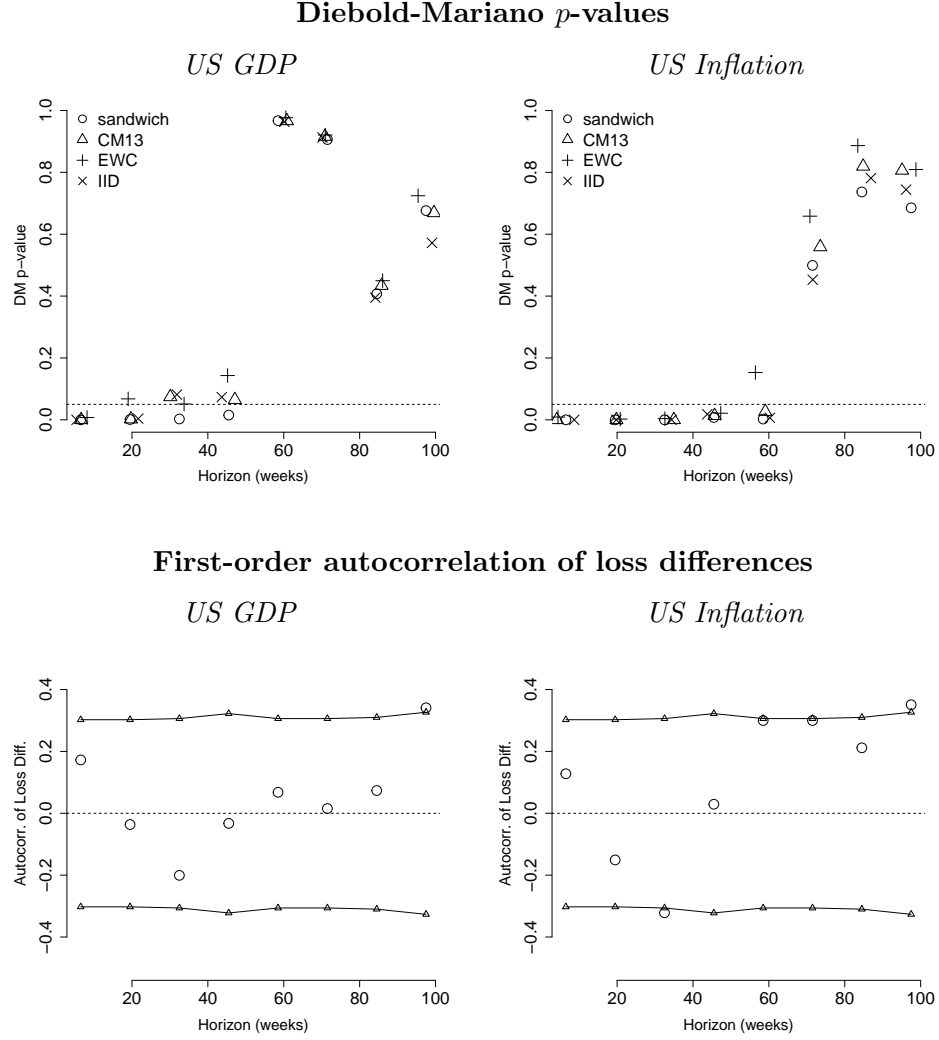 Diebold-Mariano p-values
US GDP
US Inflation
DM p-value
0.0 0.2 0.4 0.6 0.8 1.0
sandwich
CM13
EWC
IID
20 40 60 80 100
Horizon (weeks)
DM p-value
0.0 0.2 0.4 0.6 0.8 1.0
sandwich
CM13
EWC
IID
20 40 60 80 100
Horizon (weeks)
First-order autocorrelation of loss differences
US GDP
US Inflation
Autocorr. of Loss Diff.
−0.4 −0.2 0.0 0.2 0.4
20 40 60 80 100
Horizon (weeks)
Autocorr. of Loss Diff.
−0.4 −0.2 0.0 0.2 0.4
20 40 60 80 100
Horizon (weeks)